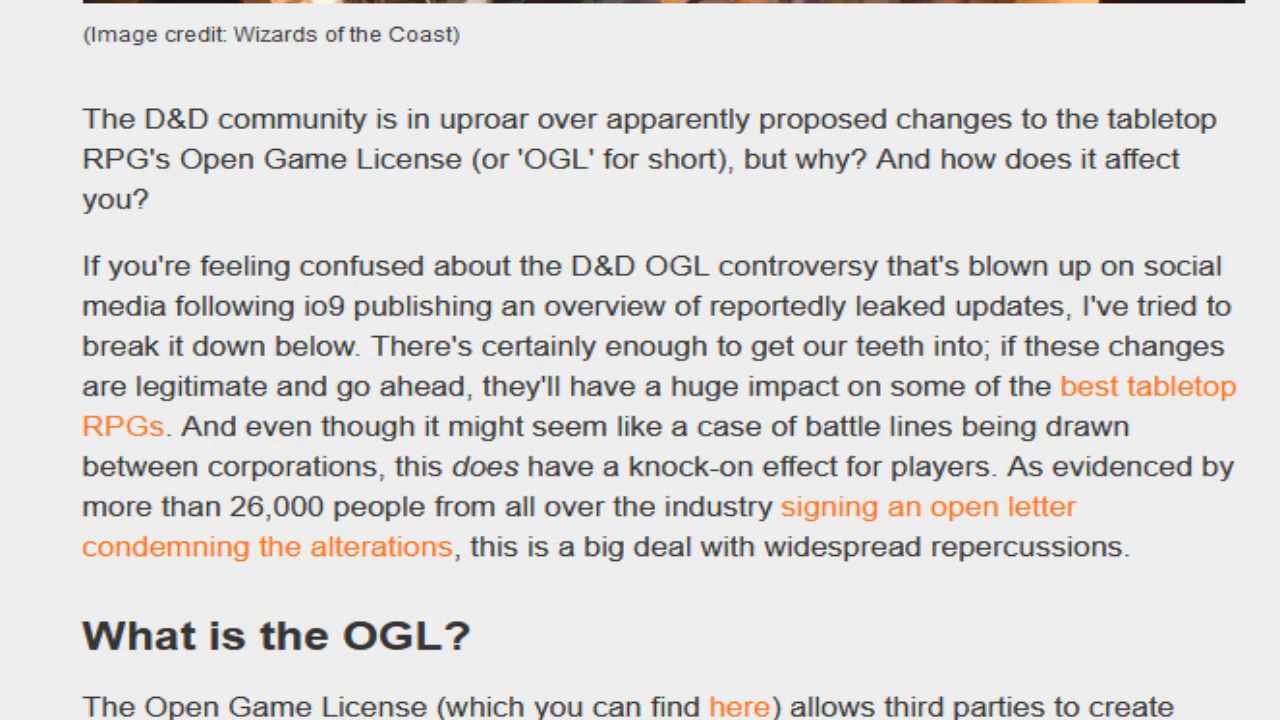 (Image credit: Wizards of the Coast)
The D&D community is in uproar over apparently proposed changes to the tabletop
RPG's Open Game License (or 'OGL' for short), but why? And how does it affect
you?
If you're feeling confused about the D&D OGL controversy that's blown up on social
media following io9 publishing an overview of reportedly leaked updates, I've tried to
break it down below. There's certainly enough to get our teeth into; if these changes
are legitimate and go ahead, they'll have a huge impact on some of the best tabletop
RPGs. And even though it might seem like a case of battle lines being drawn
between corporations, this does have a knock-on effect for players. As evidenced by
more than 26,000 people from all over the industry signing an open letter
condemning the alterations, this is a big deal with widespread repercussions.
What is the OGL?
The Open Game License (which you can find here) allows third parties to create